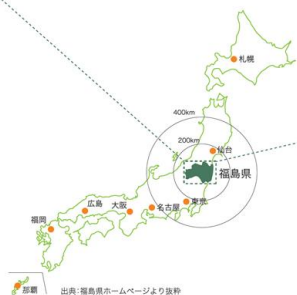 札幌
400km
200km
仙台
福島県
東京
名古屋
大阪
広島
福岡
那覇
出典：福島県ホームページより抜粋